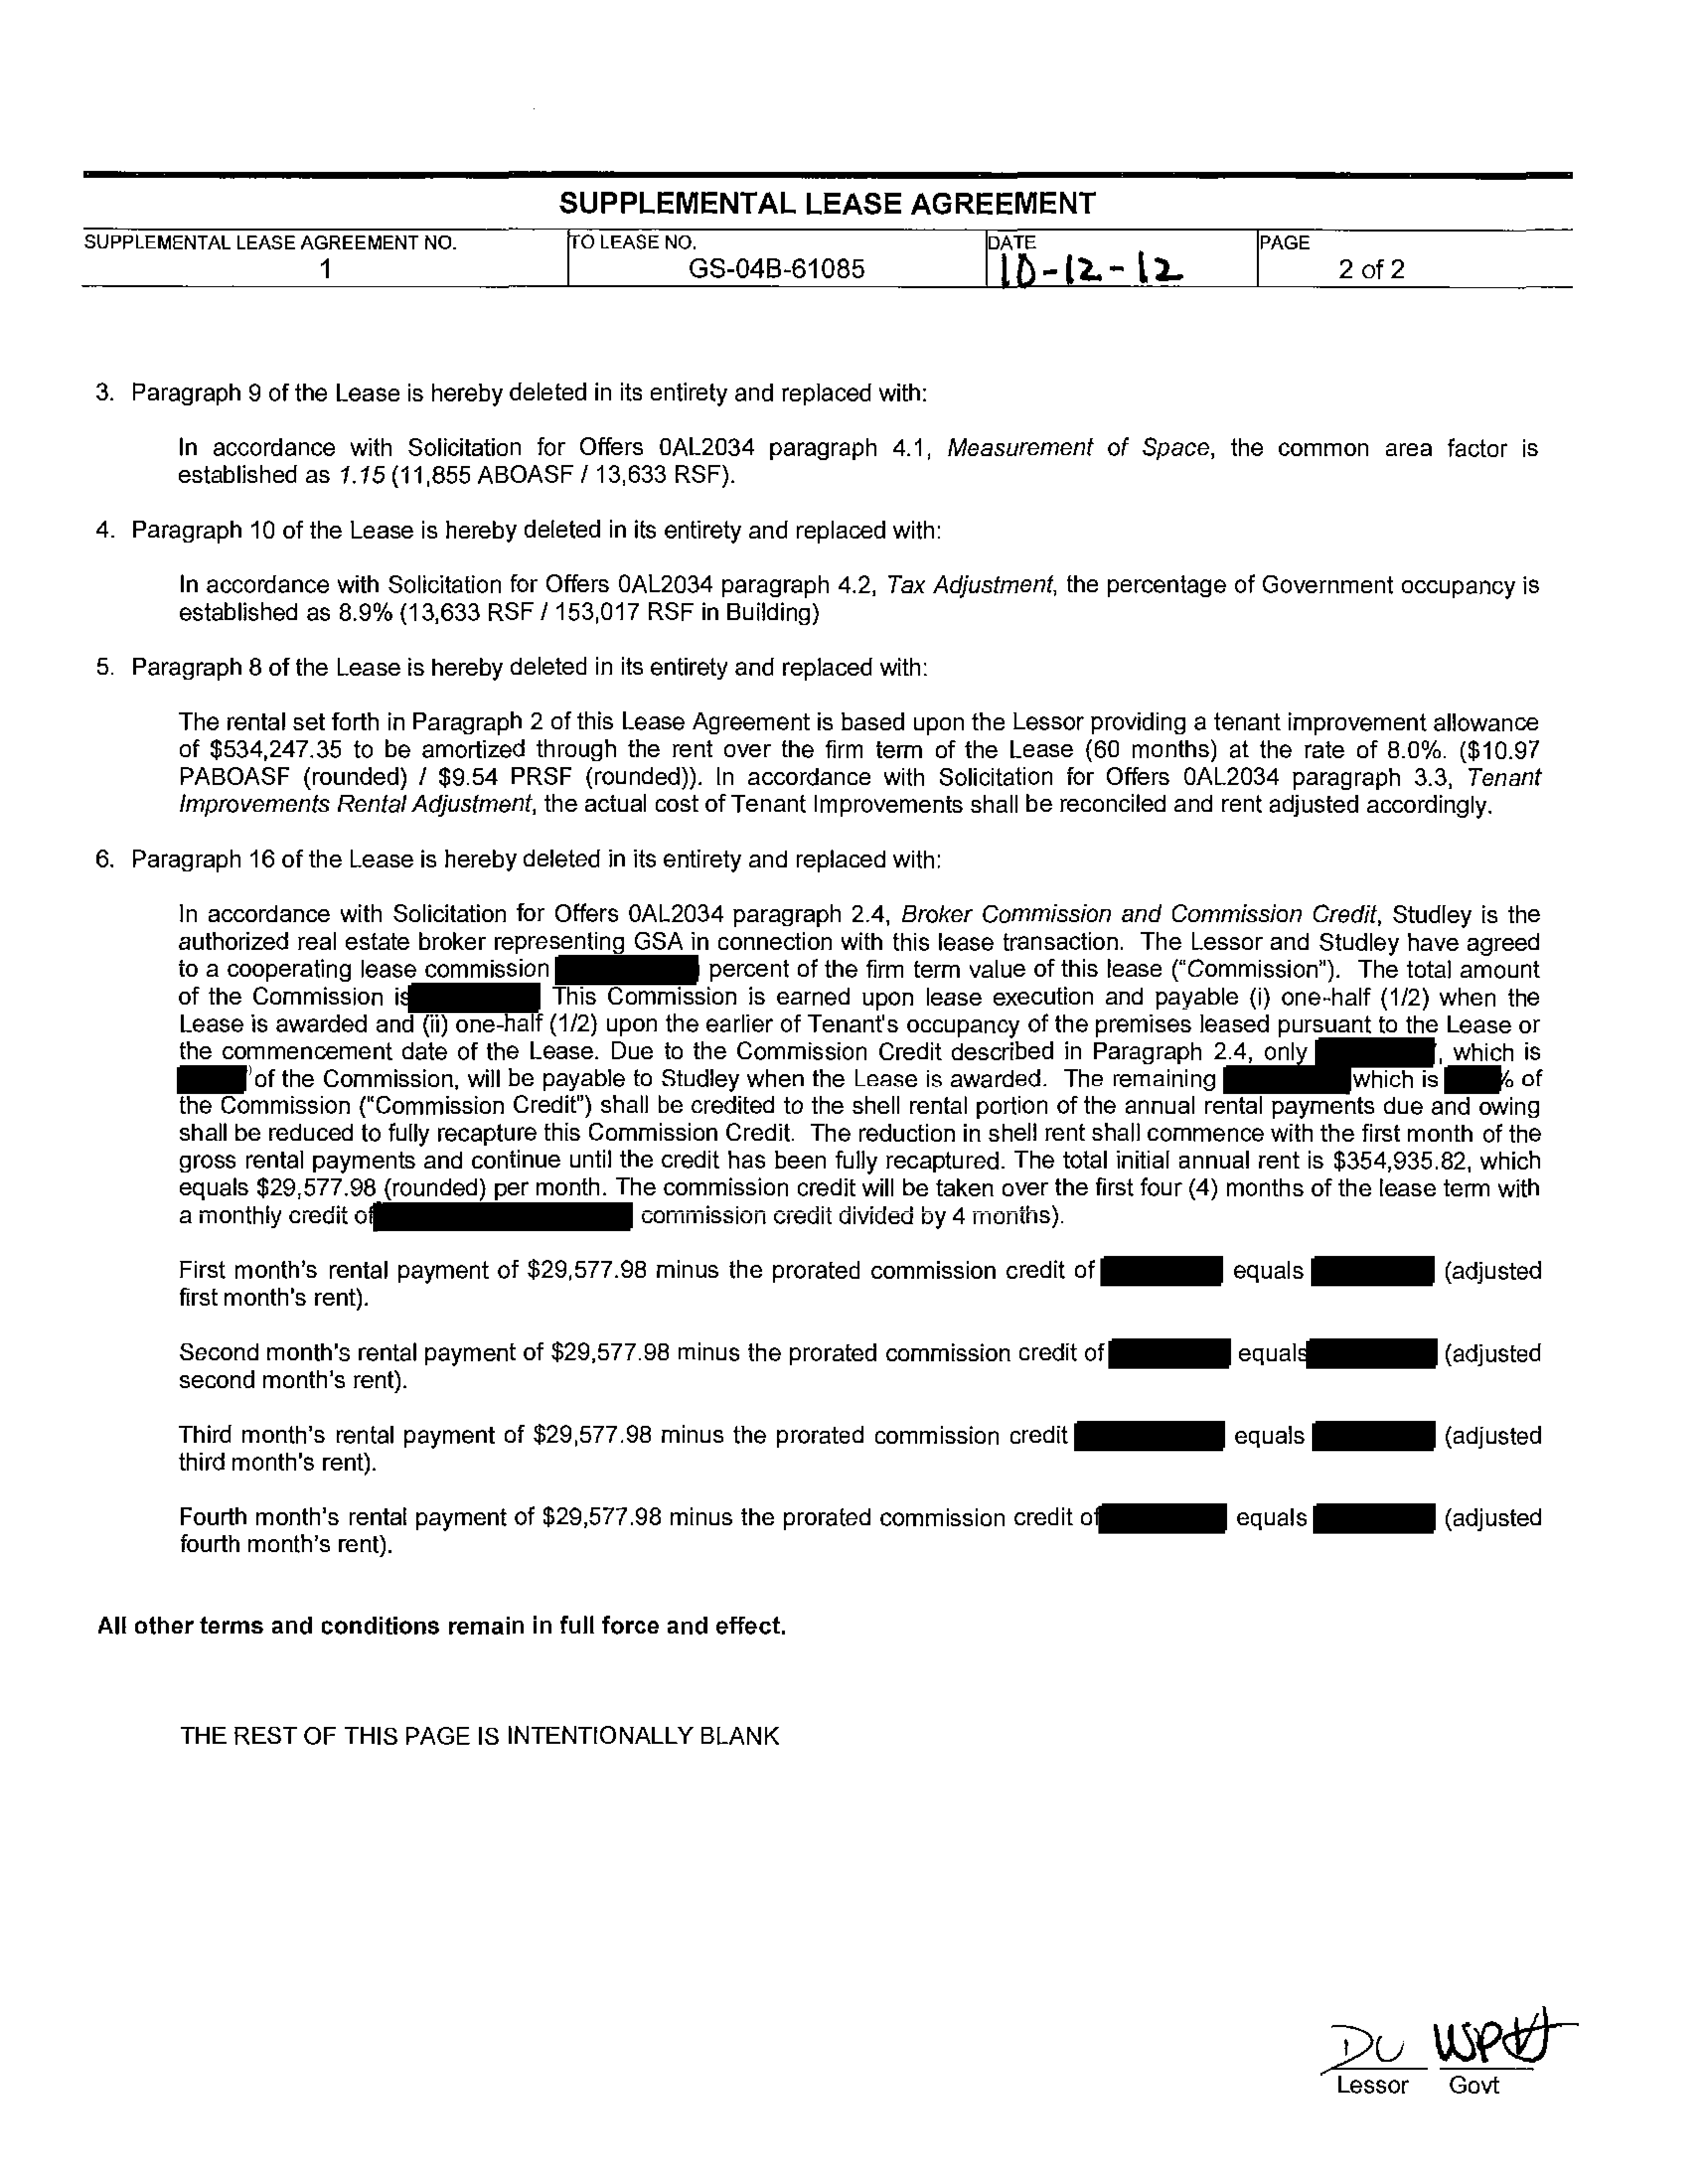 SUPPLEMENTAL LEASE AGREEMENT
SUPPLEMENTAL LEASE AGREEMENT NO. TO LEASE NO. DATE PAGE
1 GS-04B-61085 10-12-12 2 of 2
3. Paragraph 9 of the Lease is hereby deleted in its entirety and replaced with:
In accordance with Solicitation for Offers 0AL2034 paragraph 4.1, Measurement of Space, the common area factor is
established as 1.15 (11,855 ABOASF / 13,633 RSF).
4. Paragraph 10 of the Lease is hereby deleted in its entirety and replaced with:
In accordance with Solicitation for Offers 0AL2034 paragraph 4.2, Tax Adjustment, the percentage of Government occupancy is
established as 8.9% (13,633 RSF / 153,017 RSF in Building)
5. Paragraph 8 of the Lease is hereby deleted in its entirety and replaced with:
The rental set forth in Paragraph 2 of this Lease Agreement is based upon the Lessor providing a tenant improvement allowance
of $534,247.35 to be amortized through the rent over the firm term of the Lease (60 months) at the rate of 8.0%. ($10.97
PABOASF (rounded) / $9.54 PRSF (rounded)). In accordance with Solicitation for Offers 0AL2034 paragraph 3.3, Tenant
Improvements Rental Adjustment, the actual cost of Tenant Improvements shall be reconciled and rent adjusted accordingly.
6. Paragraph 16 of the Lease is hereby deleted in its entirety and replaced with:
In accordance with Solicitation for Offers 0AL2034 paragraph 2.4, Broker Commission and Commission Credit, Studley is the
authorized real estate broker representing GSA in connection with this lease transaction. The Lessor and Studley have agreed
to a cooperating lease commission percent of the firm term value of this lease ("Commission"). The total amount
of the Commission is This Commission is earned upon lease execution and payable (i) one-half (1/2) when the
Lease is awarded and (ii) one-half (1/2) upon the earlier of Tenant's occupancy of the premises leased pursuant to the Lease or
the commencement date of the Lease. Due to the Commission Credit described in Paragraph 2.4, only , which is
of the Commission, will be payable to Studley when the Lease is awarded. The remaining which is % of
the Commission ("Commission Credit") shall be credited to the shell rental portion of the annual rental payments due and owing
shall be reduced to fully recapture this Commission Credit. The reduction in shell rent shall commence with the first month of the
gross rental payments and continue until the credit has been fully recaptured. The total initial annual rent is $354,935.82, which
equals $29,577.98 (rounded) per month. The commission credit will be taken over the first four (4) months of the lease term with
a monthly credit of commission credit divided by 4 months).
First month's rental payment of $29,577.98 minus the prorated commission credit of equals (adjusted
first month's rent).
Second month's rental payment of $29,577.98 minus the prorated commission credit of equals (adjusted
second month's rent).
Third month's rental payment of $29,577.98 minus the prorated commission credit equals (adjusted
third month's rent).
Fourth month's rental payment of $29,577.98 minus the prorated commission credit of equals (adjusted
fourth month's rent).
All other terms and conditions remain in full force and effect.
THE REST OF THIS PAGE IS INTENTIONALLY BLANK
Lessor Govt